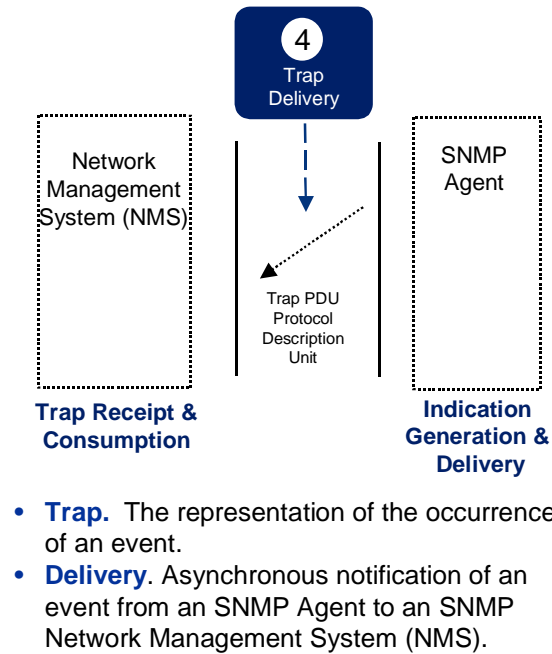 4
Trap
Delivery
Network
Management
System (NMS)
SNMP
Agent
Trap PDU
Protocol
Description
Unit
Trap Receipt &
Consumption
Indication
Generation &
Delivery
• Trap. The representation of the occurrence
of an event.
• Delivery. Asynchronous notification of an
event from an SNMP Agent to an SNMP
Network Management System (NMS).